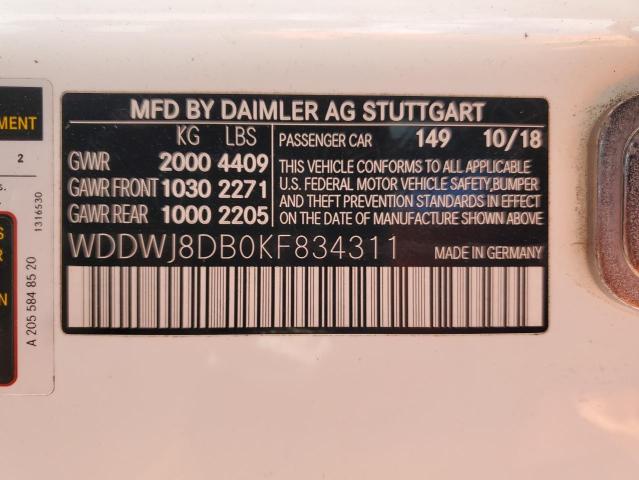 MFD BY DAIMLER AG STUTTGART
KG LBS
GVWR 2000 4409
GAWR FRONT 1030 2271
GAWR REAR 1000 2205
PASSENGER CAR 149 10/18
THIS VEHICLE CONFORMS TO ALL APPLICABLE
U.S. FEDERAL MOTOR VEHICLE SAFETY,BUMPER
AND THEFT PREVENTION STANDARDS IN EFFECT
ON THE DATE OF MANUFACTURE SHOWN ABOVE.
WDDWJ8DB0KF834311
MADE IN GERMANY
MENT
2
s.
1316530
A 205 584 85 20
S
R
ON